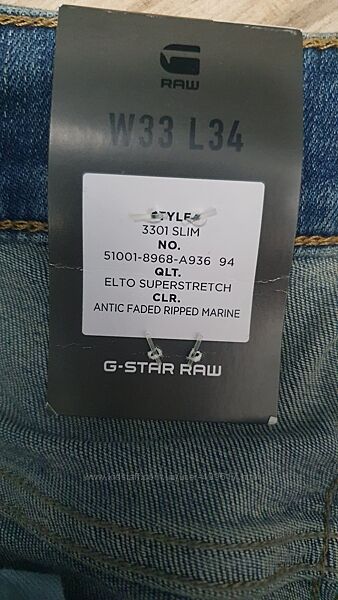 RAW
W33 L34
STYLE
3301 SLIM
NO.
51001-8968-A936 94
QLT.
ELTO SUPERSTRETCH
CLR.
ANTIC FADED RIPPED MARINE
G-STAR RAW